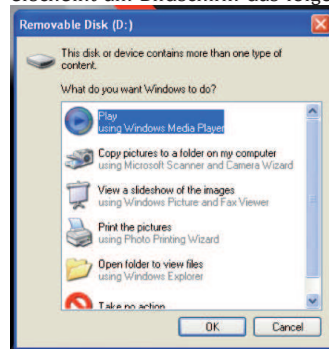 Removable Disk (D:)
This disk or device contains more than one type of
content.
What do you want Windows to do?
Play
using Windows Media Player
Copy pictures to a folder on my computer
using Microsoft Scanner and Camera Wizard
View a slideshow of the images
using Windows Picture and Fax Viewer
Print the pictures
using Photo Printing Wizard
Open folder to view files
using Windows Explorer
Take no action
OK
Cancel